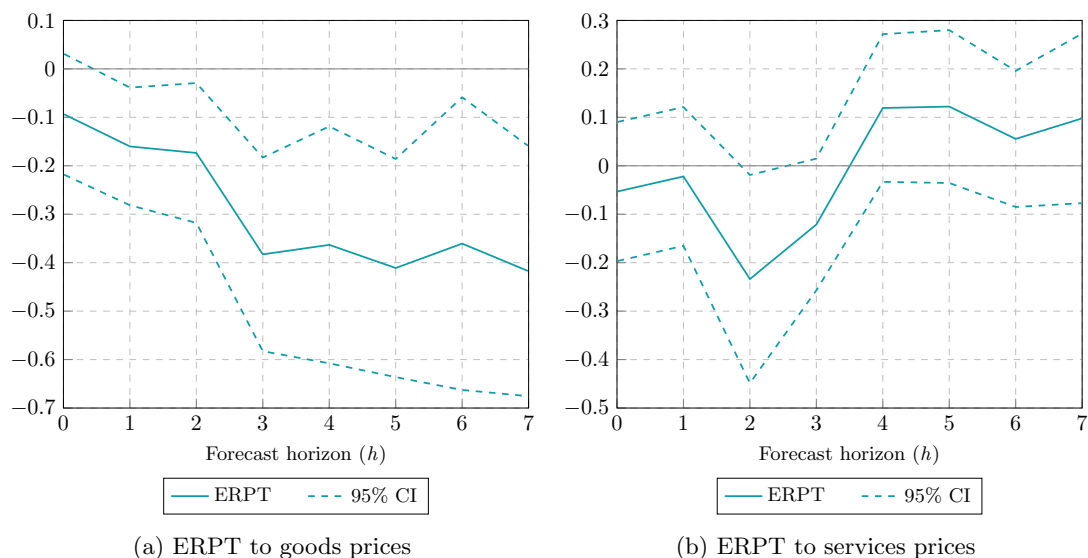 0.1
0
−0.1
−0.2
−0.3
−0.4
−0.5
−0.6
−0.7
0 1 2 3 4 5 6 7
Forecast horizon (h)
ERPT 95% CI
(a) ERPT to goods prices
0.3
0.2
0.1
0
−0.1
−0.2
−0.3
−0.4
−0.5
0 1 2 3 4 5 6 7
Forecast horizon (h)
ERPT 95% CI
(b) ERPT to services prices